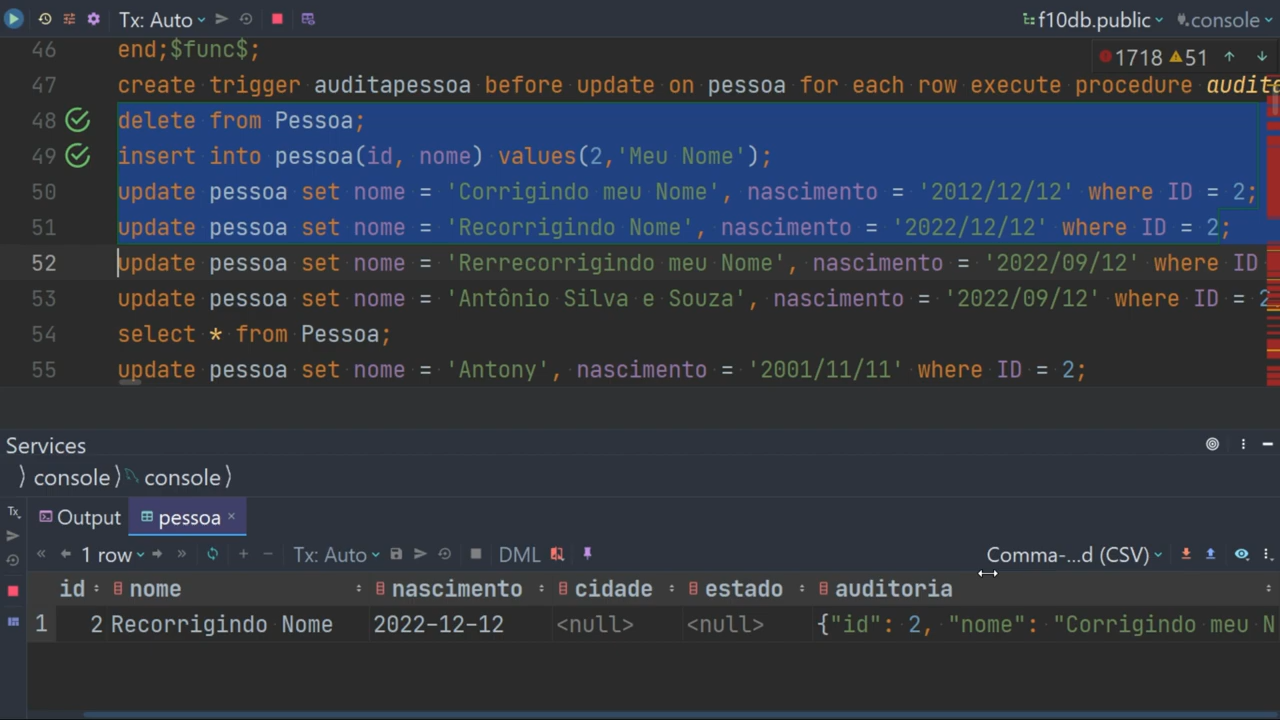 Tx: Auto f10db.public console
46 end;$func$;
1718 51
47 create trigger auditapessoa before update on pessoa for each row execute procedure audita
48 delete from Pessoa;
49 insert into pessoa(id, nome) values(2,'Meu Nome');
50 update pessoa set nome = 'Corrigindo meu Nome', nascimento = '2012/12/12' where ID = 2;
51 update pessoa set nome = 'Recorrigindo Nome', nascimento = '2022/12/12' where ID = 2;
52 update pessoa set nome = 'Rerrecorrigindo meu Nome', nascimento = '2022/09/12' where ID
53 update pessoa set nome = 'Antônio Silva e Souza', nascimento = '2022/09/12' where ID = 2
54 select * from Pessoa;
55 update pessoa set nome = 'Antony', nascimento = '2001/11/11' where ID = 2;
Services
console console
Tx Output pessoa
1 row Tx: Auto DML Comma-...d (CSV)
id nome nascimento cidade estado auditoria
1 2 Recorrigindo Nome 2022-12-12 <null> <null> {"id": 2, "nome": "Corrigindo meu N